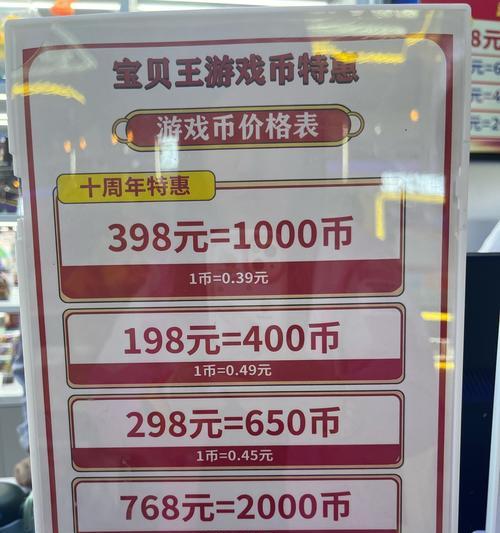 宝贝王游戏币特惠
游戏币价格表
十周年特惠
398元=1000币
1币=0.39元
198元=400币
1币=0.49元
298元=650币
1币=0.45元
768元=2000币